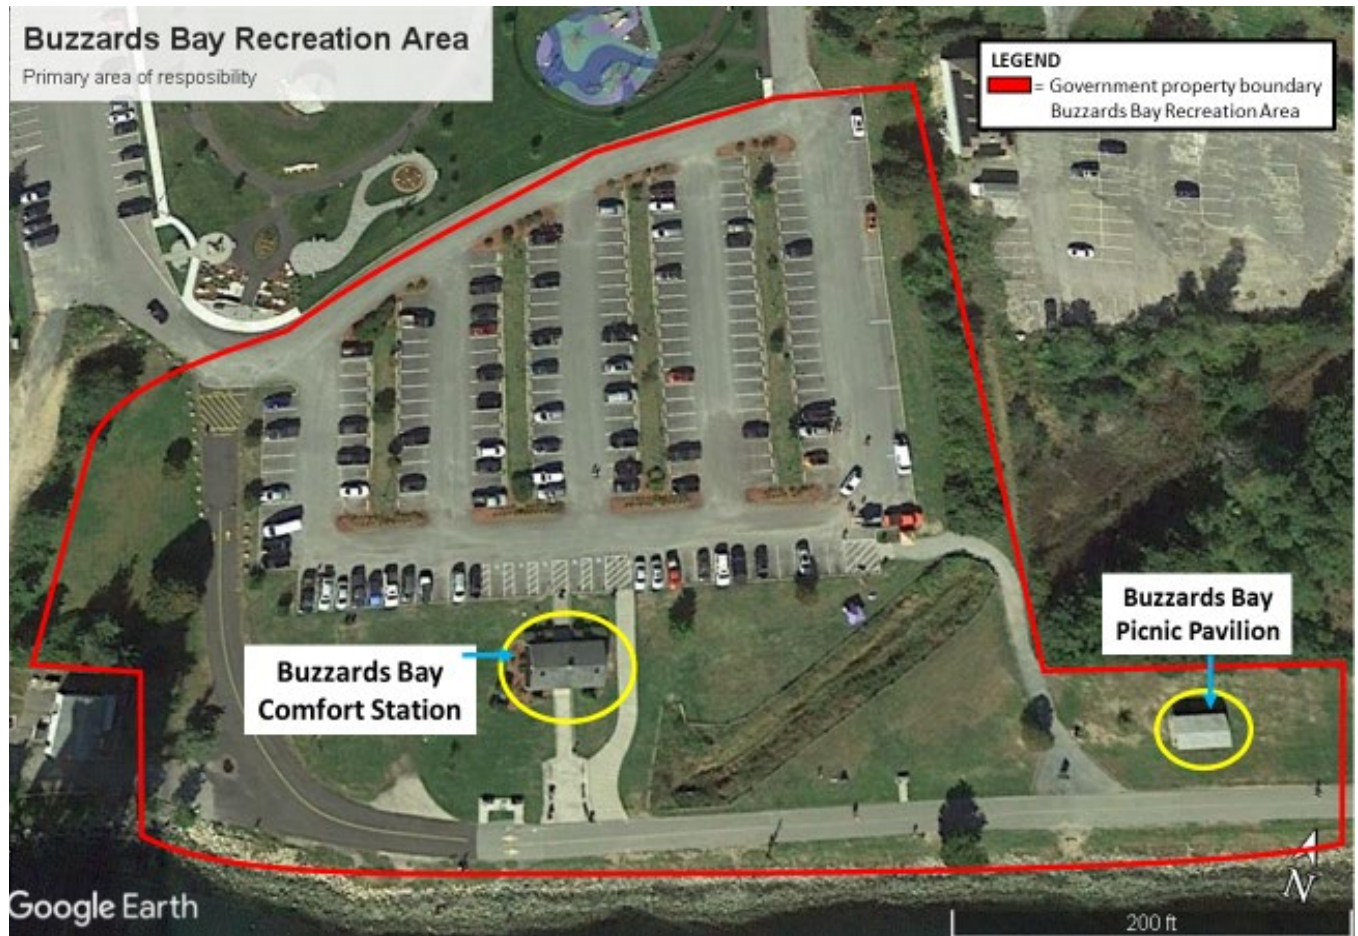 Buzzards Bay Recreation Area
Primary area of resposibility
LEGEND
= Government property boundary
Buzzards Bay Recreation Area
Buzzards Bay
Picnic Pavilion
Buzzards Bay
Comfort Station
N
Google Earth
200 ft